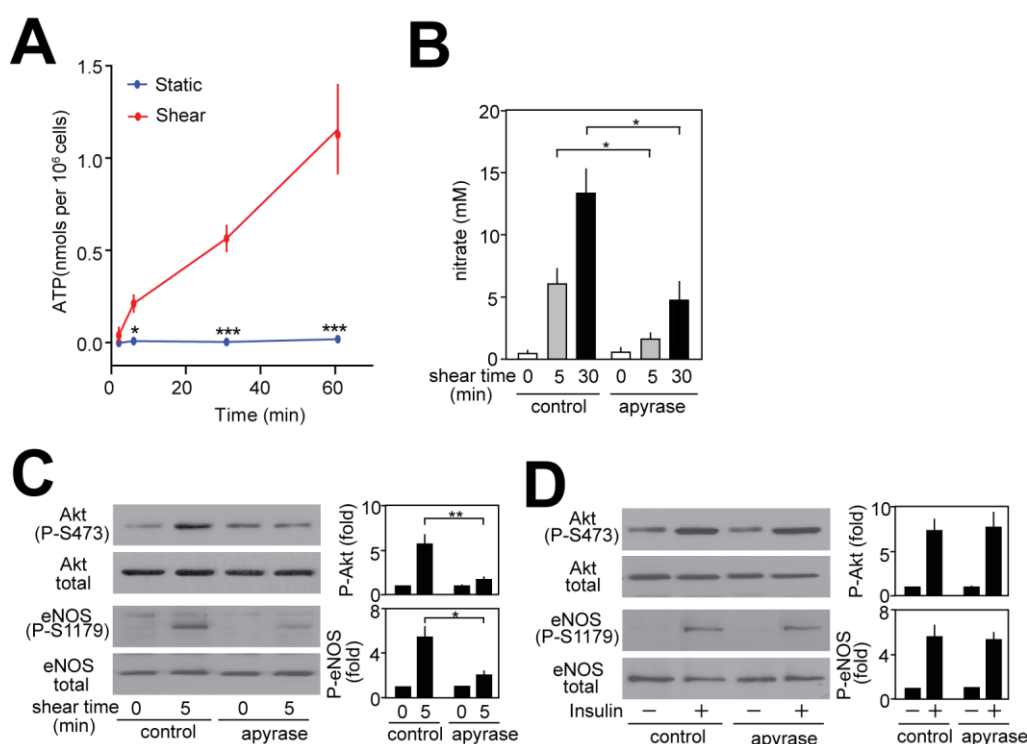 A
1.5
1.0
0.5
0.0
ATP(nmols per 10⁶ cells)
Static
Shear
*
***
***
0 20 40 60
Time (min)
B
20
15
10
5
0
nitrate (mM)
*
*
shear time 0 5 30 0 5 30
(min)
control apyrase
C
Akt
(P-S473)
Akt
total
eNOS
(P-S1179)
eNOS
total
shear time 0 5 0 5
(min)
control apyrase
P-Akt (fold)
10
5
0
**
P-eNOS
(fold)
8
4
0
*
0 5 0 5
control apyrase
D
Akt
(P-S473)
Akt
total
eNOS
(P-S1179)
eNOS
total
Insulin − + − +
control apyrase
P-Akt (fold)
10
5
0
P-eNOS
(fold)
8
4
0
− + − +
control apyrase